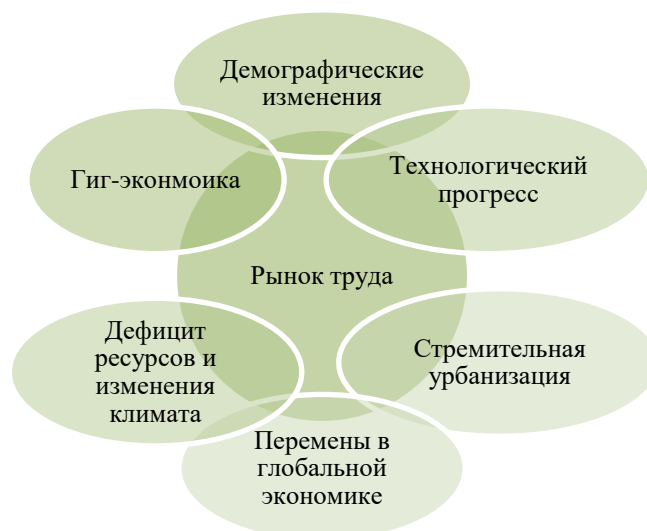 Демографические
изменения
Технологический
прогресс
Гиг-эконмоика
Рынок труда
Стремительная
урбанизация
Дефицит
ресурсов и
изменения
климата
Перемены в
глобальной
экономике